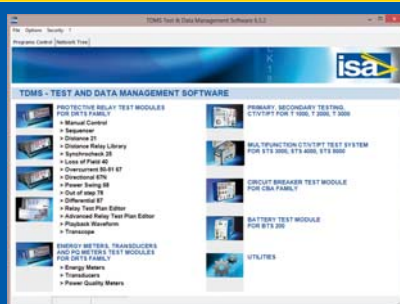 TDMS Test & Data Management Software 6.5.2
File Options Security ?
Programs Control Network Tree
isa
TDMS - TEST AND DATA MANAGEMENT SOFTWARE
PROTECTIVE RELAY TEST MODULES
FOR DRTS FAMILY
> Manual Control
> Sequencer
> Distance 21
> Distance Relay Library
> Synchrocheck 25
> Loss of Field 40
> Overcurrent 50-51 67
> Directional 67N
> Power Swing 68
> Out of step 78
> Differential 87
> Relay Test Plan Editor
> Advanced Relay Test Plan Editor
> Playback Waveform
> Transcope
ENERGY METERS, TRANSDUCERS
AND PQ METERS TEST MODULES
FOR DRTS FAMILY
> Energy Meters
> Transducers
> Power Quality Meters
PRIMARY, SECONDARY TESTING,
CT/VT/PT FOR T 1000, T 2000, T 3000
MULTIFUNCTION CT/VT/PT TEST SYSTEM
FOR STS 3000, STS 4000, STS 5000
CIRCUIT BREAKER TEST MODULE
FOR CBA FAMILY
BATTERY TEST MODULE
FOR BTS 200
UTILITIES